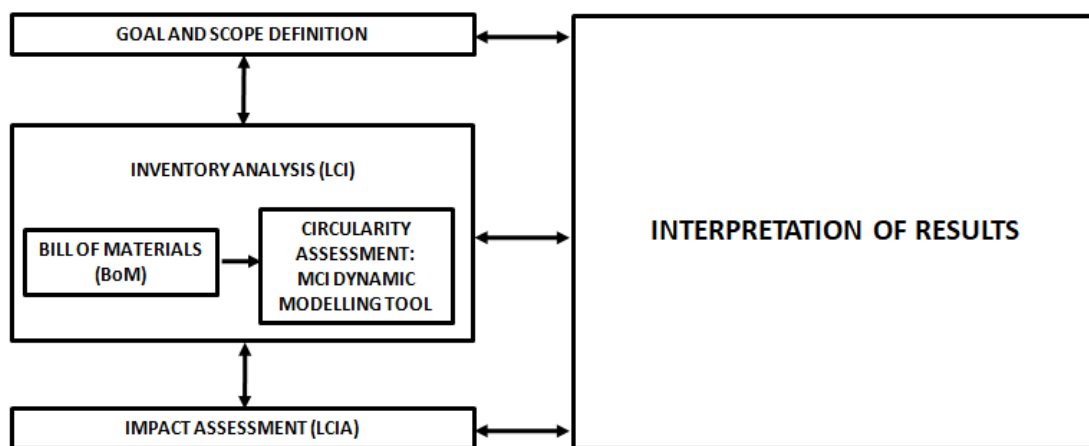 GOAL AND SCOPE DEFINITION
INVENTORY ANALYSIS (LCI)
BILL OF MATERIALS
(BoM)
CIRCULARITY
ASSESSMENT:
MCI DYNAMIC
MODELLING TOOL
IMPACT ASSESSMENT (LCIA)
INTERPRETATION OF RESULTS